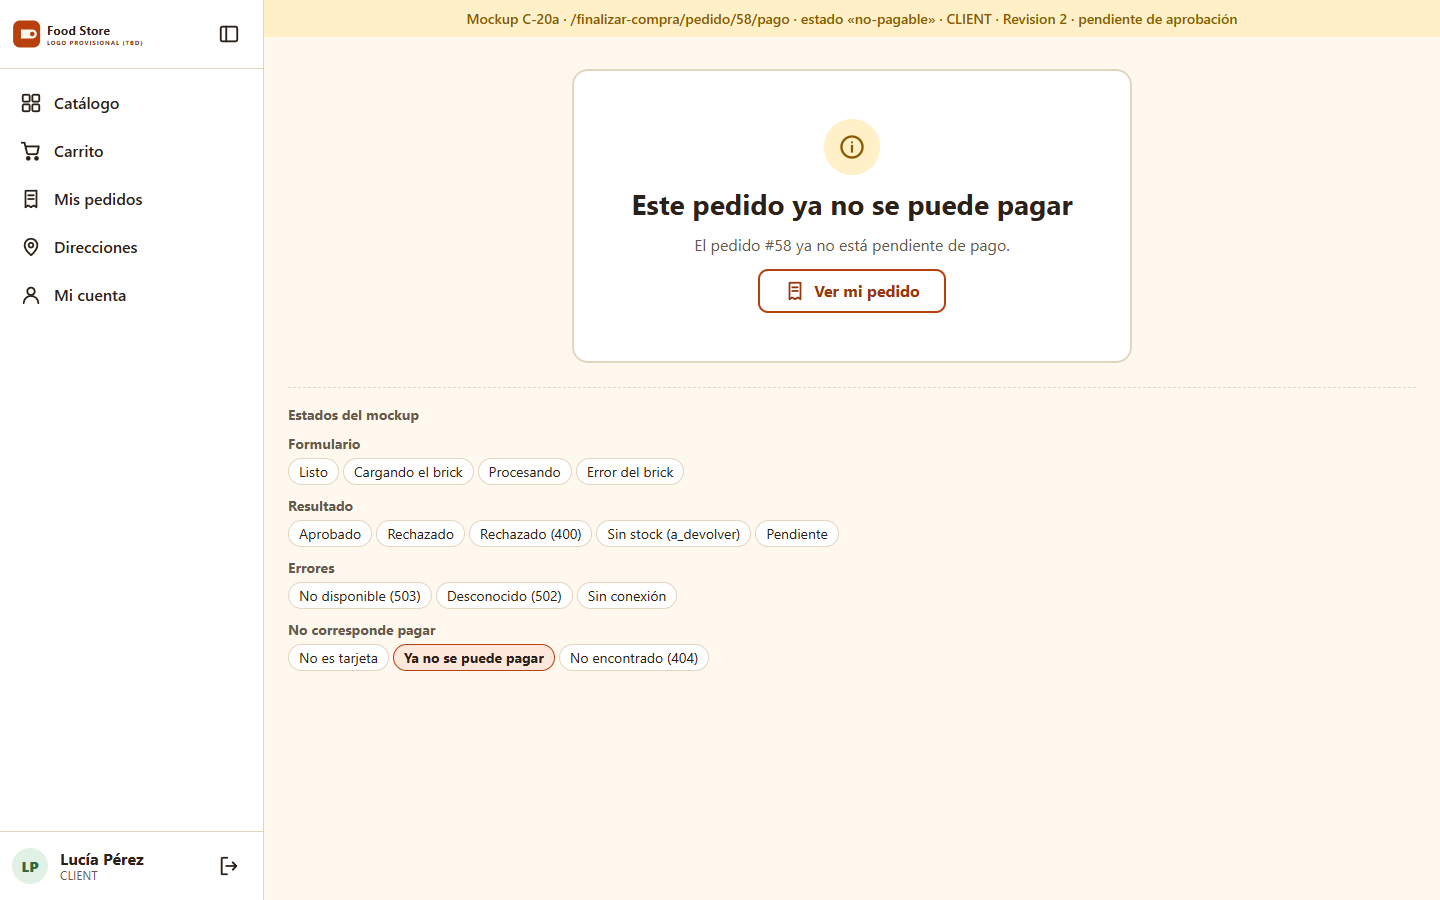 Food Store
LOGO PROVISIONAL (TBD)
Catálogo
Carrito
Mis pedidos
Direcciones
Mi cuenta
LP
Lucía Pérez
CLIENT
Mockup C-20a · /finalizar-compra/pedido/58/pago · estado «no-pagable» · CLIENT · Revision 2 · pendiente de aprobación
Este pedido ya no se puede pagar
El pedido #58 ya no está pendiente de pago.
Ver mi pedido
Estados del mockup
Formulario
Listo Cargando el brick Procesando Error del brick
Resultado
Aprobado Rechazado Rechazado (400) Sin stock (a_devolver) Pendiente
Errores
No disponible (503) Desconocido (502) Sin conexión
No corresponde pagar
No es tarjeta Ya no se puede pagar No encontrado (404)